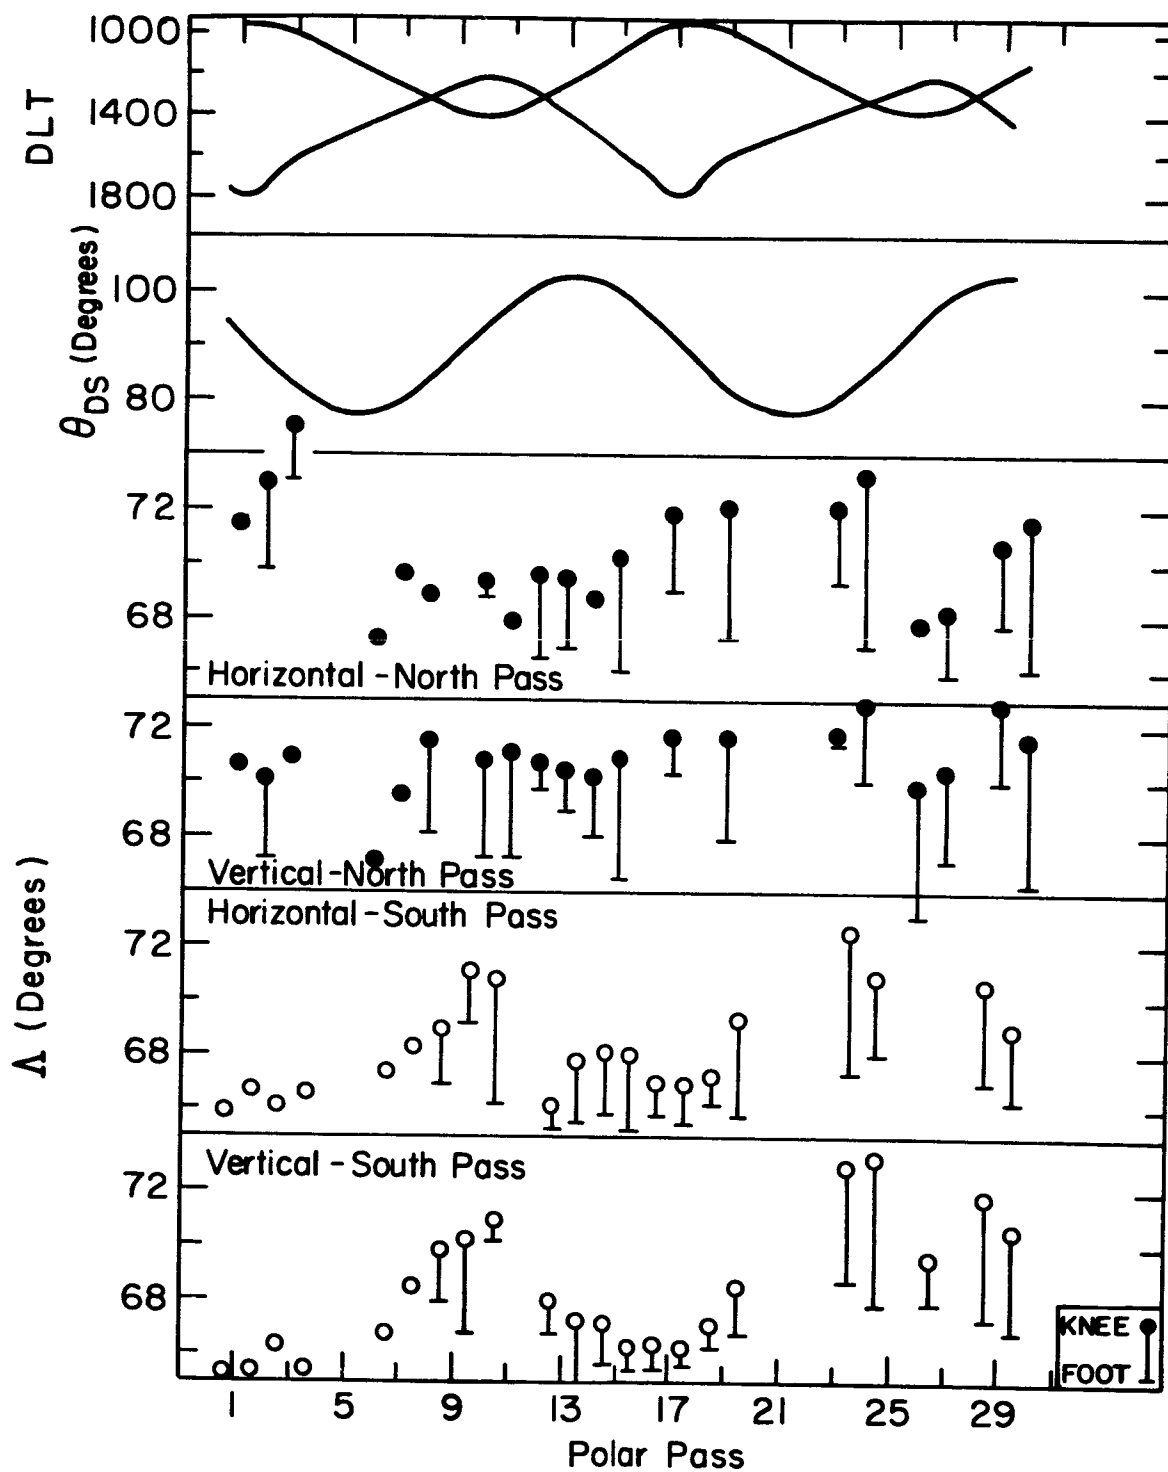 DLT
1000
1400
1800
θDS (Degrees)
100
80
72
68
Horizontal - North Pass
72
68
Vertical - North Pass
Λ (Degrees)
Horizontal - South Pass
72
68
Vertical - South Pass
72
68
KNEE
FOOT
1 5 9 13 17 21 25 29
Polar Pass